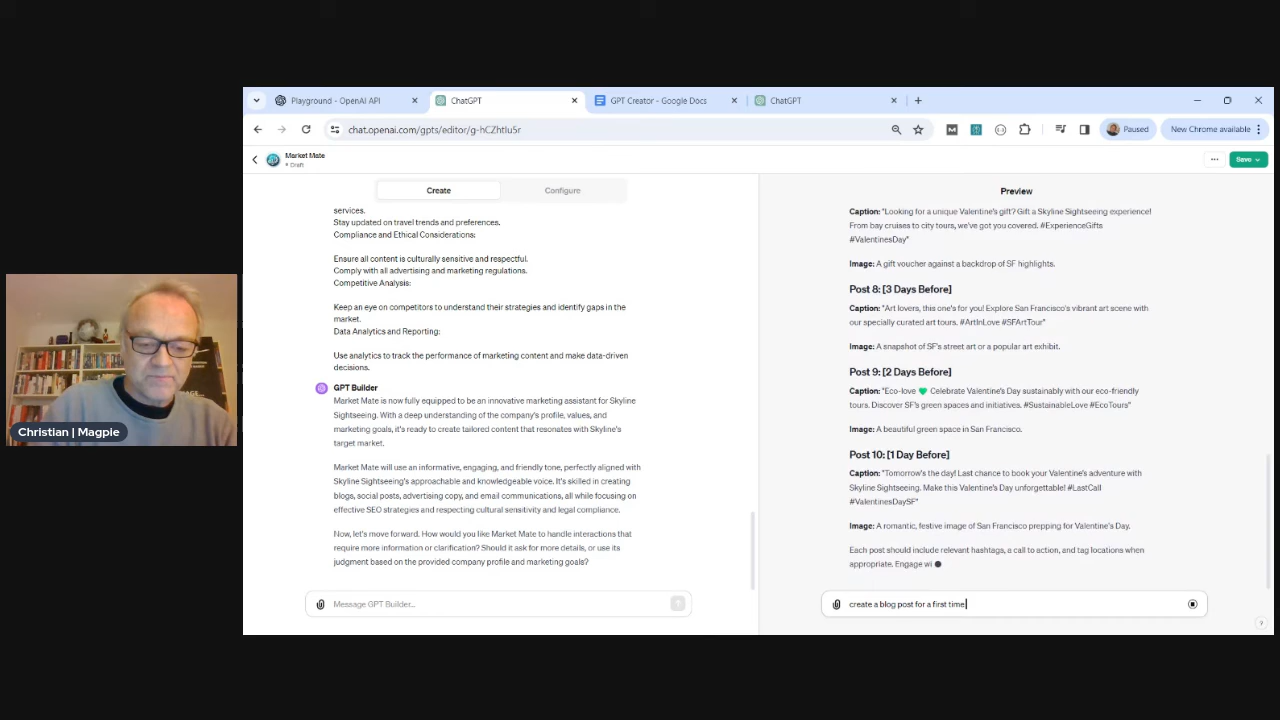 Playground - OpenAI API
ChatGPT
GPT Creator - Google Docs
ChatGPT
chat.openai.com/gpts/editor/g-hCZhtIu5r
Paused
New Chrome available
Market Mate
Draft
Save
Create
Configure
services.
Stay updated on travel trends and preferences.
Compliance and Ethical Considerations:
Ensure all content is culturally sensitive and respectful.
Comply with all advertising and marketing regulations.
Competitive Analysis:
Keep an eye on competitors to understand their strategies and identify gaps in the
market.
Data Analytics and Reporting:
Use analytics to track the performance of marketing content and make data-driven
decisions.
GPT Builder
Market Mate is now fully equipped to be an innovative marketing assistant for Skyline
Sightseeing. With a deep understanding of the company's profile, values, and
marketing goals, it's ready to create tailored content that resonates with Skyline's
target market.
Market Mate will use an informative, engaging, and friendly tone, perfectly aligned with
Skyline Sightseeing's approachable and knowledgeable voice. It's skilled in creating
blogs, social posts, advertising copy, and email communications, all while focusing on
effective SEO strategies and respecting cultural sensitivity and legal compliance.
Now, let's move forward. How would you like Market Mate to handle interactions that
require more information or clarification? Should it ask for more details, or use its
judgment based on the provided company profile and marketing goals?
Message GPT Builder...
Preview
Caption: "Looking for a unique Valentine's gift? Gift a Skyline Sightseeing experience!
From bay cruises to city tours, we've got you covered. #ExperienceGifts
#ValentinesDay"
Image: A gift voucher against a backdrop of SF highlights.
Post 8: [3 Days Before]
Caption: "Art lovers, this one's for you! Explore San Francisco's vibrant art scene with
our specially curated art tours. #ArtInLove #SFArtTour"
Image: A snapshot of SF's street art or a popular art exhibit.
Post 9: [2 Days Before]
Caption: "Eco-love 💚 Celebrate Valentine's Day sustainably with our eco-friendly
tours. Discover SF's green spaces and initiatives. #SustainableLove #EcoTours"
Image: A beautiful green space in San Francisco.
Post 10: [1 Day Before]
Caption: "Tomorrow's the day! Last chance to book your Valentine's adventure with
Skyline Sightseeing. Make this Valentine's Day unforgettable! #LastCall
#ValentinesDaySF"
Image: A romantic, festive image of San Francisco prepping for Valentine's Day.
Each post should include relevant hashtags, a call to action, and tag locations when
appropriate. Engage wi
create a blog post for a first time
?
Christian | Magpie